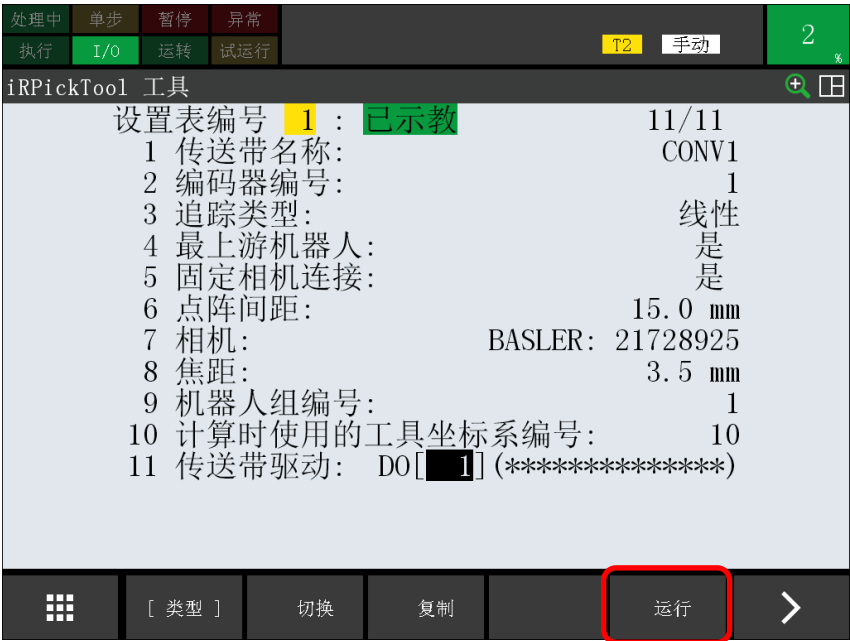 处理中 单步 暂停 异常
执行 I/O 运转 试运行 T2 手动 2 %
iRPickTool 工具
设置表编号 1 : 已示教 11/11
1 传送带名称: CONV1
2 编码器编号: 1
3 追踪类型: 线性
4 最上游机器人: 是
5 固定相机连接: 是
6 点阵间距: 15.0 mm
7 相机: BASLER: 21728925
8 焦距: 3.5 mm
9 机器人组编号: 1
10 计算时使用的工具坐标系编号: 10
11 传送带驱动: DO[ 1](**************)
[ 类型 ] 切换 复制 运行